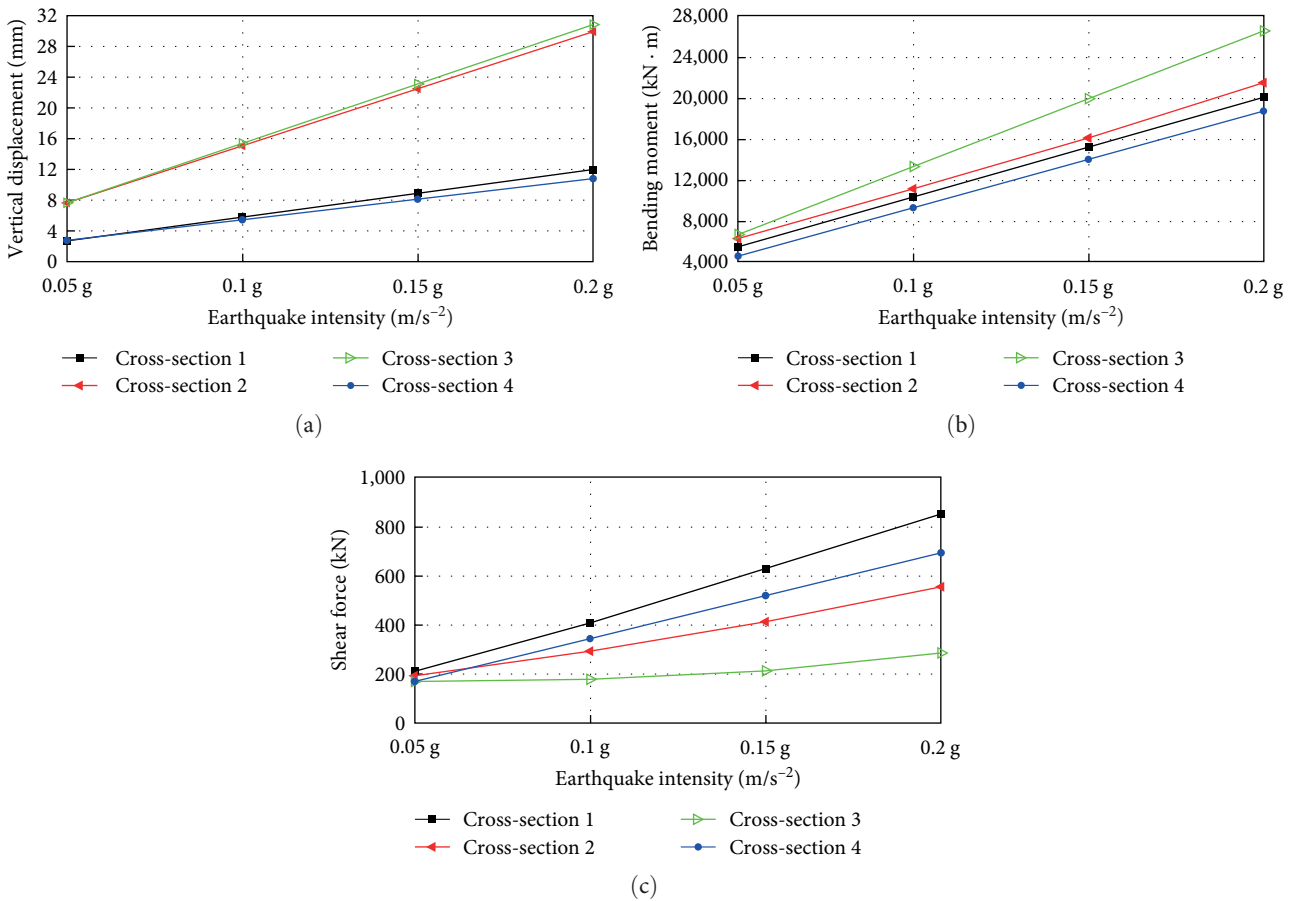 32
28
24
20
16
12
8
4
0
Vertical displacement (mm)
0.05 g 0.1 g 0.15 g 0.2 g
Earthquake intensity (m/s⁻²)
Cross-section 1 Cross-section 3
Cross-section 2 Cross-section 4
(a)
28,000
24,000
20,000
16,000
12,000
8,000
4,000
Bending moment (kN · m)
0.05 g 0.1 g 0.15 g 0.2 g
Earthquake intensity (m/s⁻²)
Cross-section 1 Cross-section 3
Cross-section 2 Cross-section 4
(b)
1,000
800
600
400
200
0
Shear force (kN)
0.05 g 0.1 g 0.15 g 0.2 g
Earthquake intensity (m/s⁻²)
Cross-section 1 Cross-section 3
Cross-section 2 Cross-section 4
(c)